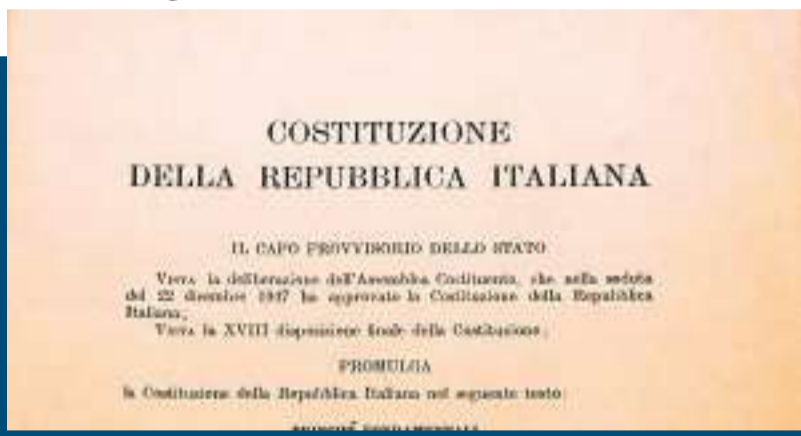 COSTITUZIONE
DELLA REPUBBLICA ITALIANA
IL CAPO PROVVISORIO DELLO STATO
VISTA la deliberazione dell'Assemblea Costituente, che nella seduta
del 22 dicembre 1947 ha approvato la Costituzione della Repubblica
Italiana;
VISTA la XVIII disposizione finale della Costituzione;
PROMULGA
la Costituzione della Repubblica Italiana nel seguente testo:
PRINCIPÎ FONDAMENTALI